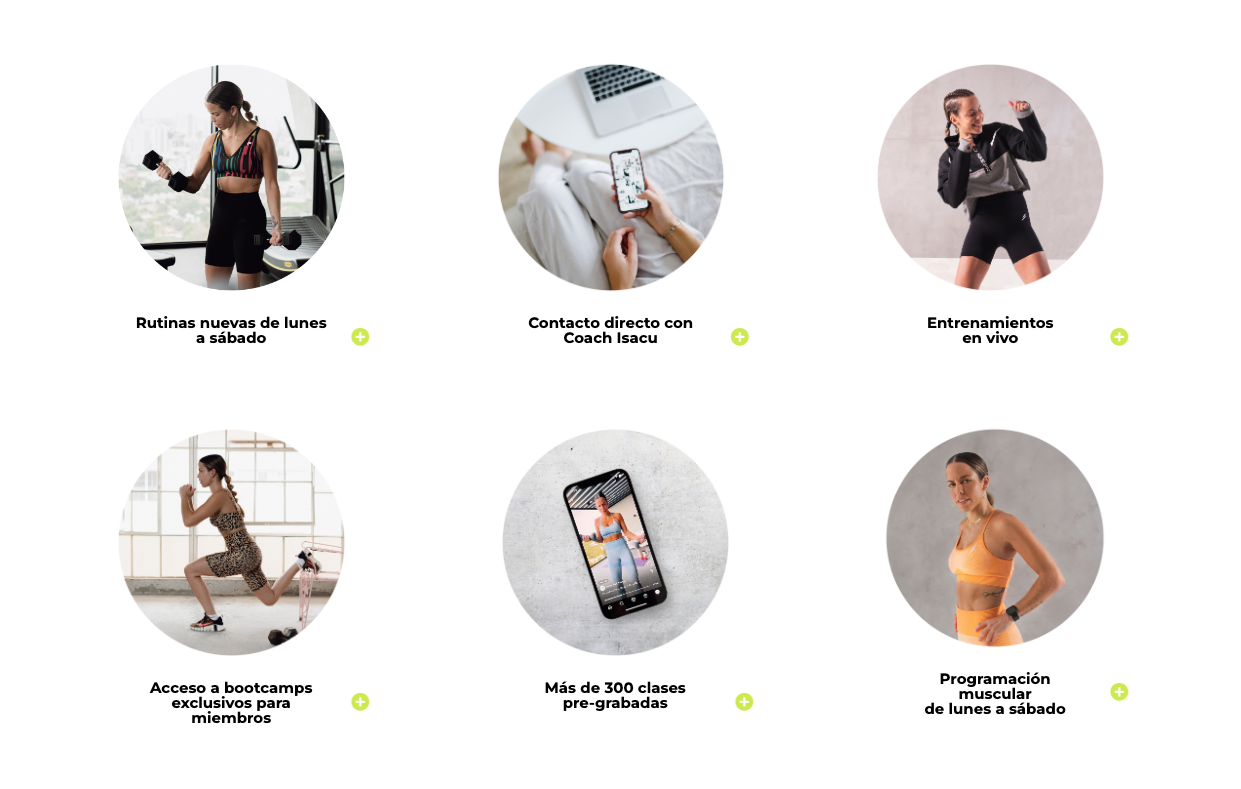 Rutinas nuevas de lunes
a sábado
Contacto directo con
Coach Isacu
Entrenamientos
en vivo
Acceso a bootcamps
exclusivos para
miembros
Más de 300 clases
pre-grabadas
Programación
muscular
de lunes a sábado